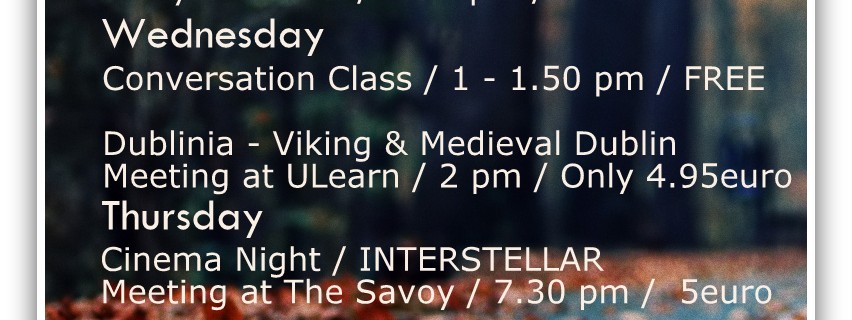 Wednesday
Conversation Class / 1 - 1.50 pm / FREE
Dublinia - Viking & Medieval Dublin
Meeting at ULearn / 2 pm / Only 4.95euro
Thursday
Cinema Night / INTERSTELLAR
Meeting at The Savoy / 7.30 pm / 5euro